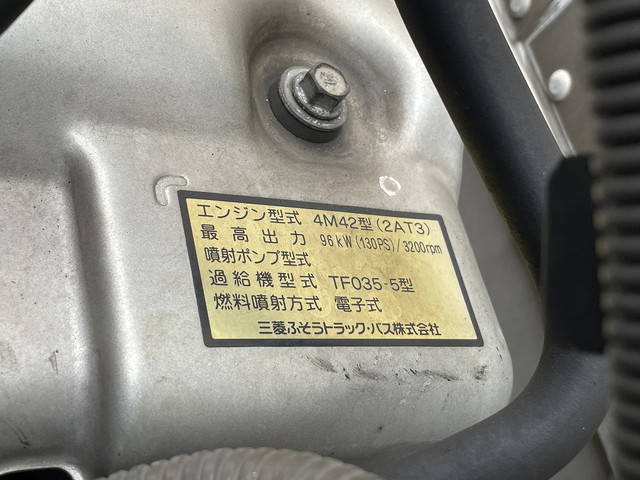 エンジン型式 4M42型(2AT3)
最高出力 96kW(130PS)/3200rpm
噴射ポンプ型式
過給機型式 TF035-5型
燃料噴射方式 電子式
三菱ふそうトラック・バス株式会社